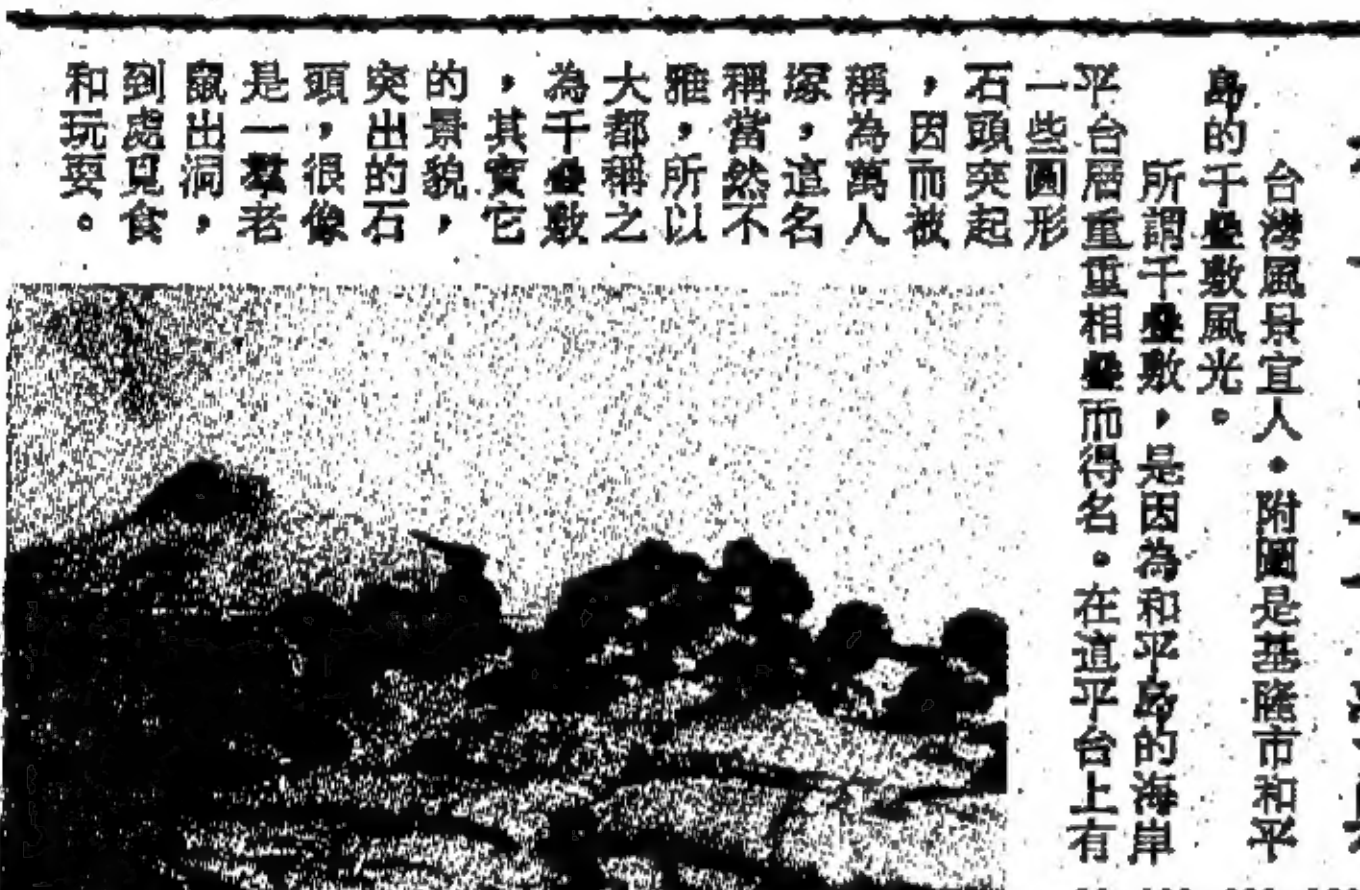 台灣風景宜人。附圖是基隆市和平
島的千疊敷風光。
所謂千疊敷，是因為和平島的海岸
平台層重重相疊而得名。在這平台上有
一些圓形
石頭突起
，因而被
稱為萬人
塚，這名
稱當然不
雅，所以
大都稱之
為千疊敷
，其實它
的景貌，
突出的石
頭，很像
是一羣老
鼠出洞，
到處覓食
和玩耍。